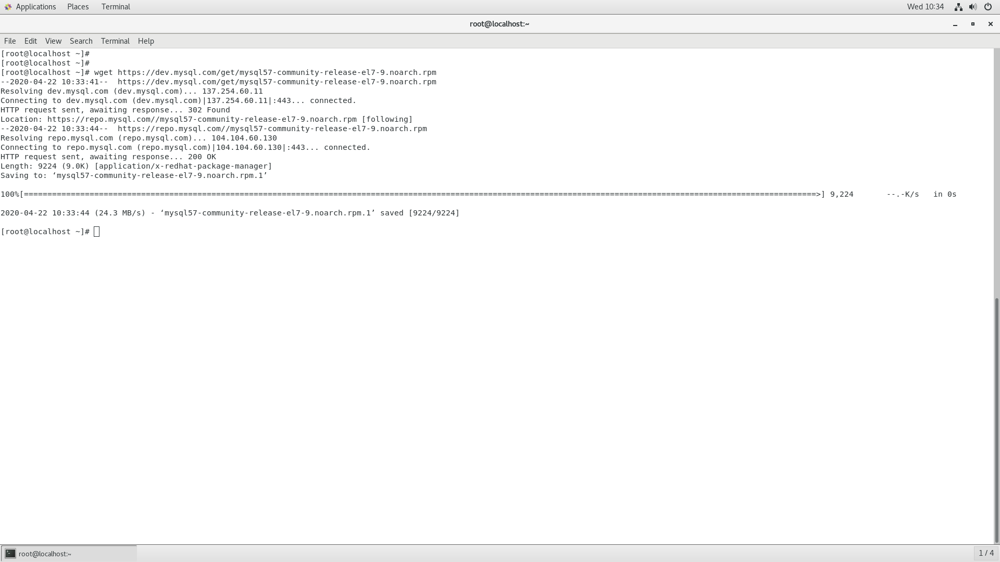 Applications Places Terminal Wed 10:34
root@localhost:~
File Edit View Search Terminal Help
[root@localhost ~]#
[root@localhost ~]#
[root@localhost ~]# wget https://dev.mysql.com/get/mysql57-community-release-el7-9.noarch.rpm
--2020-04-22 10:33:41--  https://dev.mysql.com/get/mysql57-community-release-el7-9.noarch.rpm
Resolving dev.mysql.com (dev.mysql.com)... 137.254.60.11
Connecting to dev.mysql.com (dev.mysql.com)|137.254.60.11|:443... connected.
HTTP request sent, awaiting response... 302 Found
Location: https://repo.mysql.com//mysql57-community-release-el7-9.noarch.rpm [following]
--2020-04-22 10:33:44--  https://repo.mysql.com//mysql57-community-release-el7-9.noarch.rpm
Resolving repo.mysql.com (repo.mysql.com)... 104.104.60.130
Connecting to repo.mysql.com (repo.mysql.com)|104.104.60.130|:443... connected.
HTTP request sent, awaiting response... 200 OK
Length: 9224 (9.0K) [application/x-redhat-package-manager]
Saving to: ‘mysql57-community-release-el7-9.noarch.rpm.1’
100%[=========================================================================================================================================================================>] 9,224       --.-K/s   in 0s
2020-04-22 10:33:44 (24.3 MB/s) - ‘mysql57-community-release-el7-9.noarch.rpm.1’ saved [9224/9224]
[root@localhost ~]#
root@localhost:~ 1 / 4